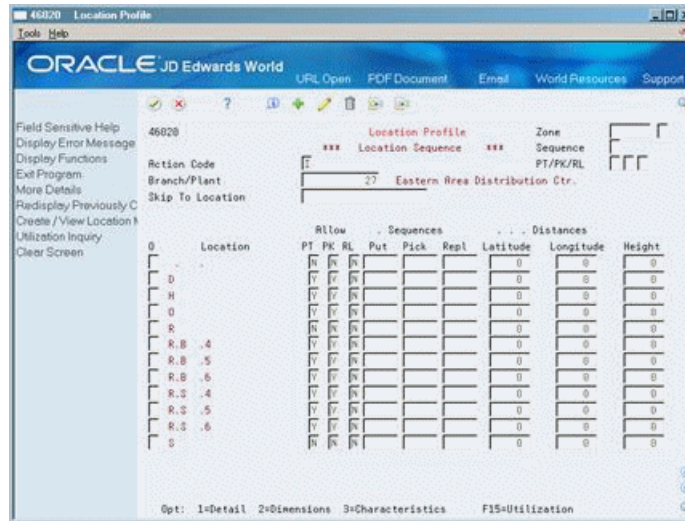 46020 Location Profile
Tools Help
ORACLE JD Edwards World
URL Open PDF Document Email World Resources Support
Field Sensitive Help
Display Error Message
Display Functions
Exit Program
More Details
Redisplay Previously C
Create / View Location M
Utilization Inquiry
Clear Screen
46020 Location Profile Zone
*** Location Sequence *** Sequence
Action Code I PT/PK/RL
Branch/Plant 27 Eastern Area Distribution Ctr.
Skip To Location
Allow . Sequences . . . Distances
O Location PT PK RL Put Pick Repl Latitude Longitude Height
. . N N N 0 0 0
D Y Y N 0 0 0
H Y Y N 0 0 0
O Y Y N 0 0 0
R N N N 0 0 0
R.B .4 Y Y N 0 0 0
R.B .5 Y Y N 0 0 0
R.B .6 Y Y N 0 0 0
R.S .4 Y Y N 0 0 0
R.S .5 Y Y N 0 0 0
R.S .6 Y Y N 0 0 0
S N N N 0 0 0
Opt: 1=Detail 2=Dimensions 3=Characteristics F15=Utilization